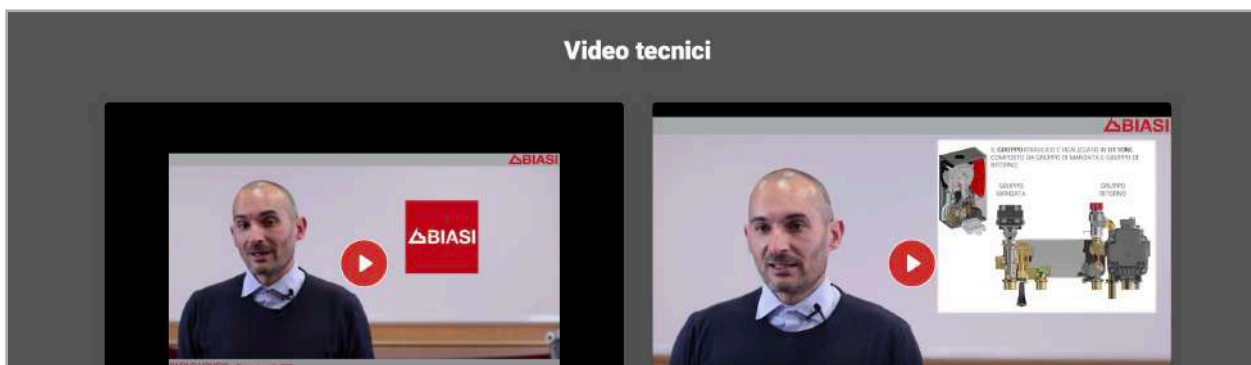 Video tecnici
BIASI
BIASI
BIASI
IL GRUPPO IDRAULICO È REALIZZATO IN OTTONE,
COMPOSTO DA GRUPPO DI MANDATA E GRUPPO DI
RITORNO
GRUPPO
MANDATA
GRUPPO
RITORNO